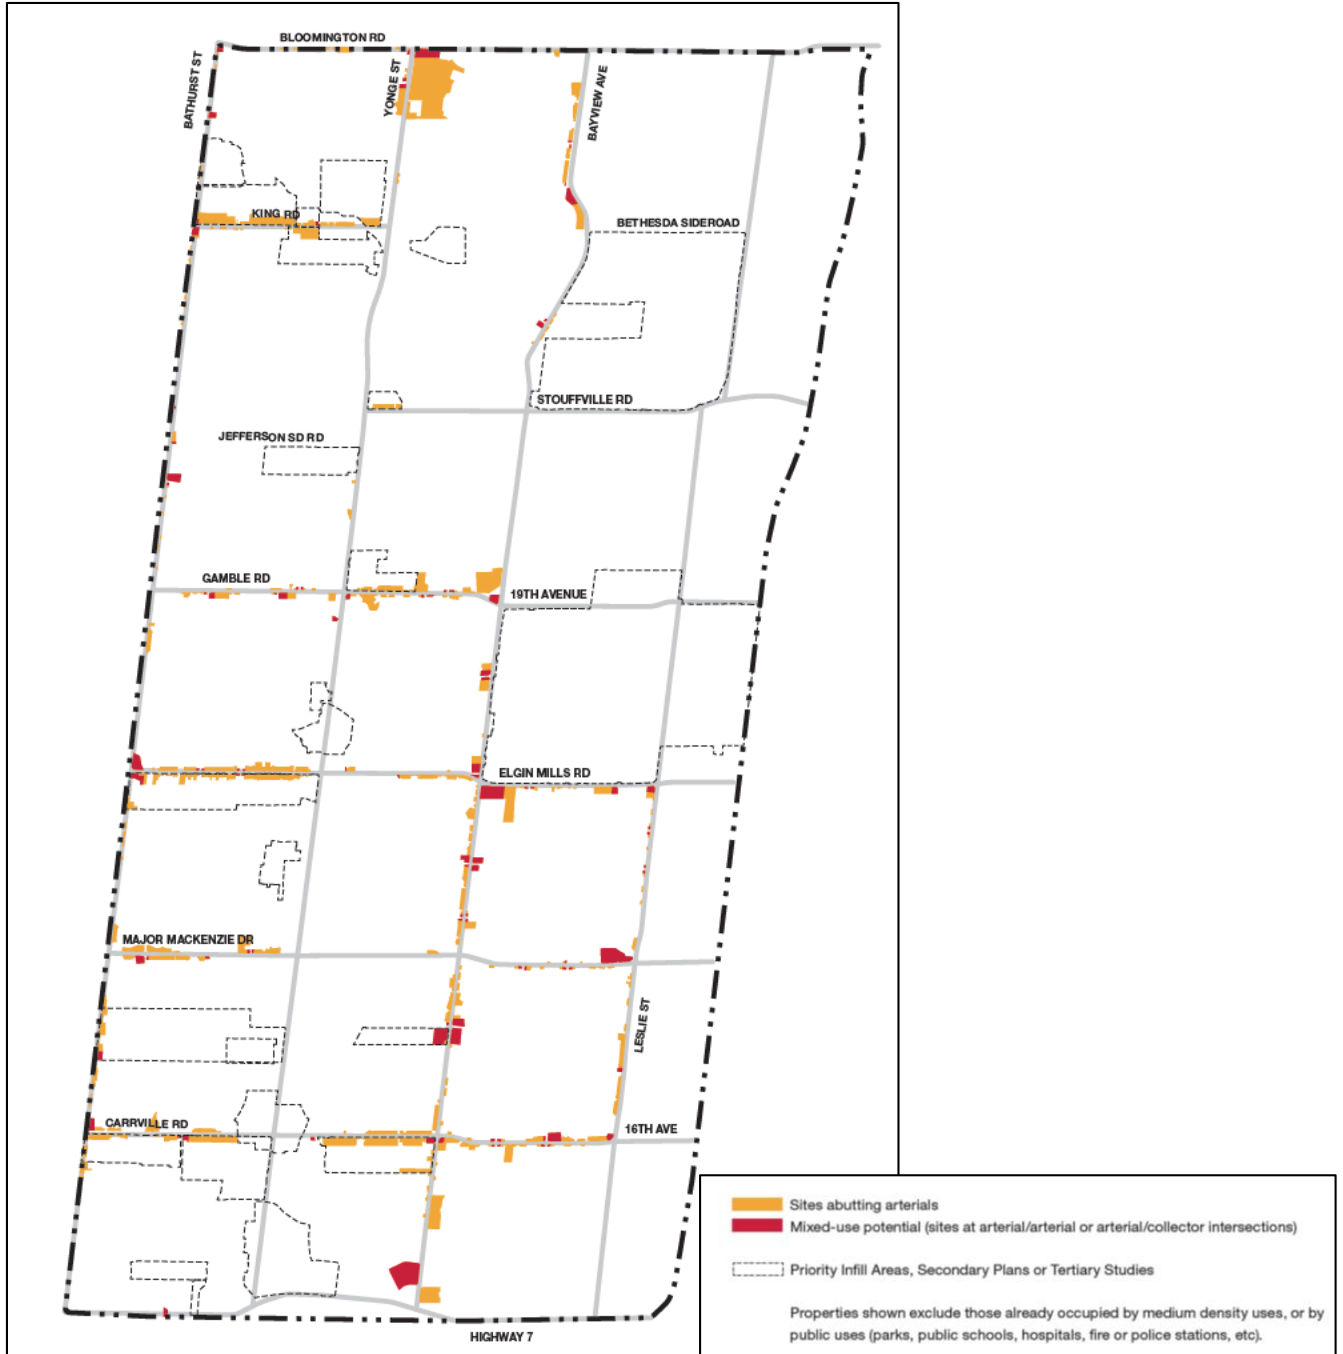 BLOOMINGTON RD
BATHURST ST
YONGE ST
BAYVIEW AVE
KING RD
BETHESDA SIDEROAD
STOUFFVILLE RD
JEFFERSON SD RD
GAMBLE RD
19TH AVENUE
ELGIN MILLS RD
MAJOR MACKENZIE DR
LESLIE ST
CARRVILLE RD
16TH AVE
HIGHWAY 7
Sites abutting arterials
Mixed-use potential (sites at arterial/arterial or arterial/collector intersections)
Priority Infill Areas, Secondary Plans or Tertiary Studies
Properties shown exclude those already occupied by medium density uses, or by
public uses (parks, public schools, hospitals, fire or police stations, etc).